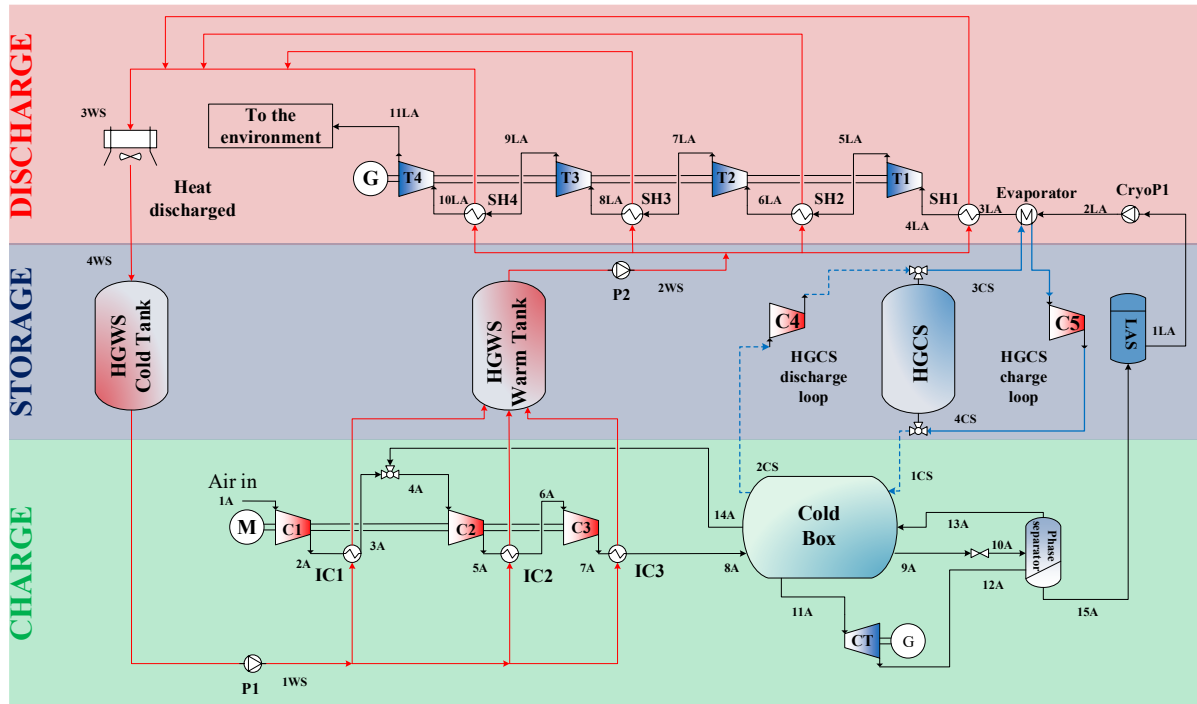 DISCHARGE
3WS
To the
environment
11LA
Heat
discharged
G
T4
10LA
SH4
9LA
T3
8LA
SH3
7LA
T2
6LA
SH2
5LA
T1
4LA
SH1
3LA
Evaporator
2LA
CryoP1
STORAGE
4WS
HGWS
Cold Tank
HGWS
Warm Tank
P2
2WS
C4
HGCS
discharge
loop
HGCS
3CS
C5
HGCS
charge
loop
4CS
LAS
1LA
CHARGE
Air in
1A
M
C1
2A
IC1
3A
4A
C2
5A
IC2
6A
C3
7A
IC3
8A
14A
2CS
1CS
Cold
Box
13A
9A
10A
Phase
separator
12A
15A
11A
CT
G
P1
1WS